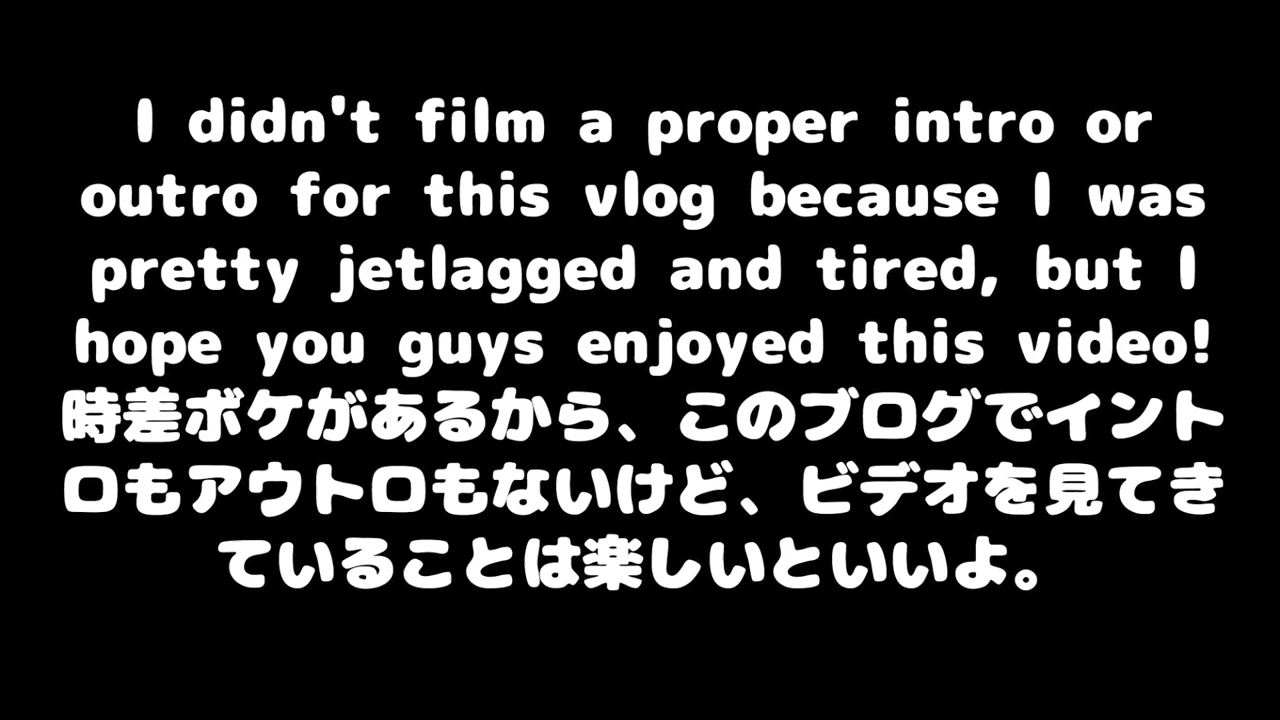 I didn't film a proper intro or
outro for this vlog because I was
pretty jetlagged and tired, but I
hope you guys enjoyed this video!
時差ボケがあるから、このブログでイント
ロもアウトロもないけど、ビデオを見てき
ていることは楽しいといいよ。